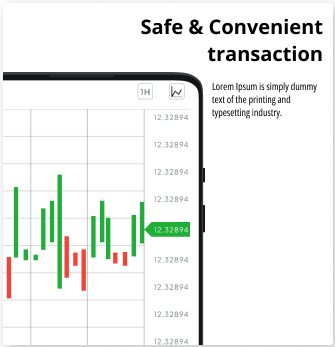 Safe & Convenient
transaction
Lorem Ipsum is simply dummy
text of the printing and
typesetting industry.
1H
12.32894
12.32894
12.32894
12.32894
12.32894
12.32894
12.32894
12.32894
12.32894